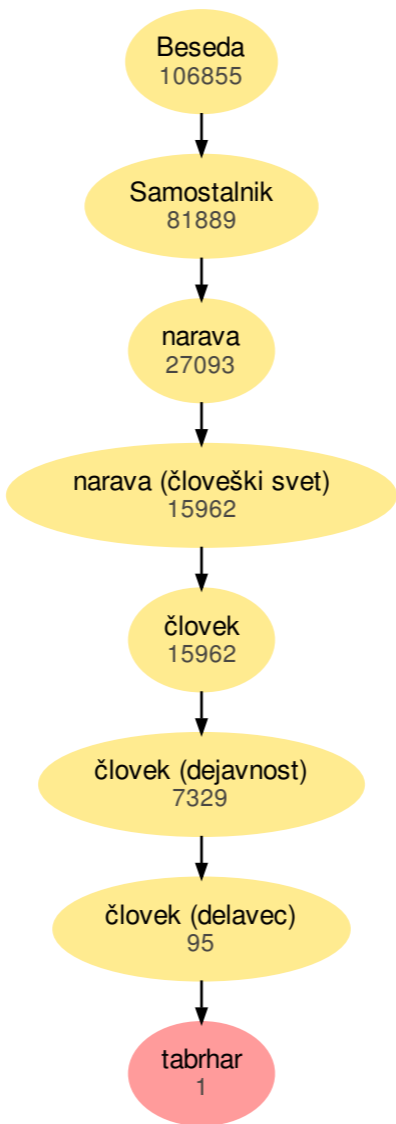 Beseda
106855
Samostalnik
81889
narava
27093
narava (človeški svet)
15962
človek
15962
človek (dejavnost)
7329
človek (delavec)
95
tabrhar
1